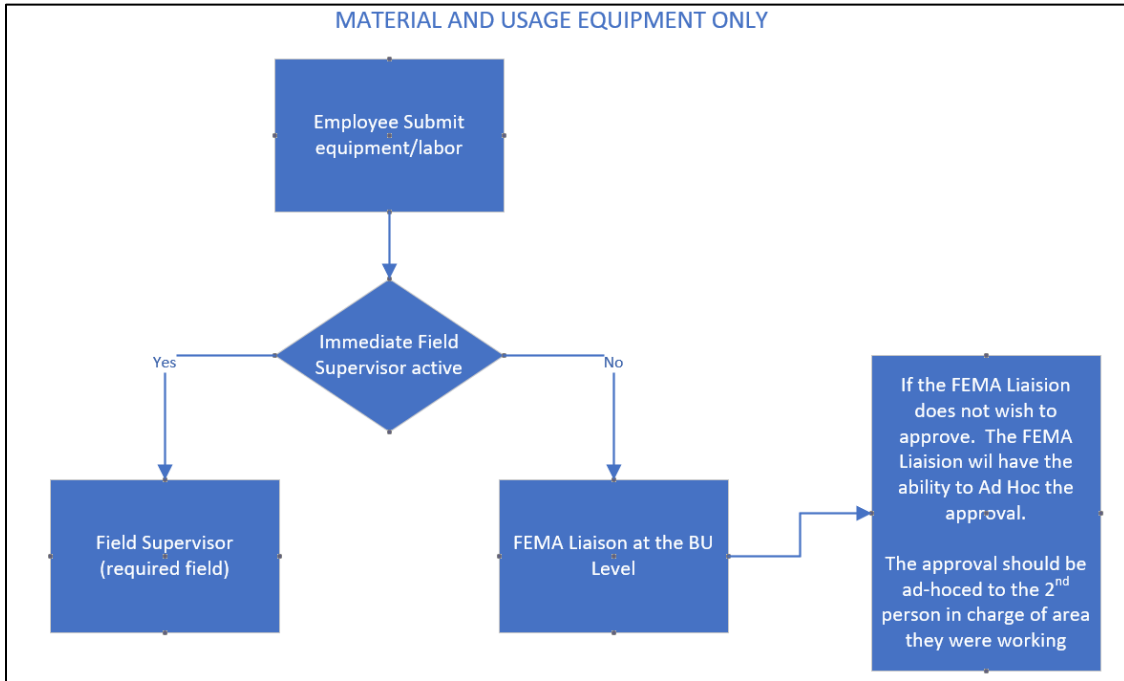 MATERIAL AND USAGE EQUIPMENT ONLY
Employee Submit
equipment/labor
Immediate Field
Supervisor active
Yes
No
Field Supervisor
(required field)
FEMA Liaison at the BU
Level
If the FEMA Liaision
does not wish to
approve.  The FEMA
Liaision wil have the
ability to Ad Hoc the
approval.
The approval should be
ad-hoced to the 2nd
person in charge of area
they were working